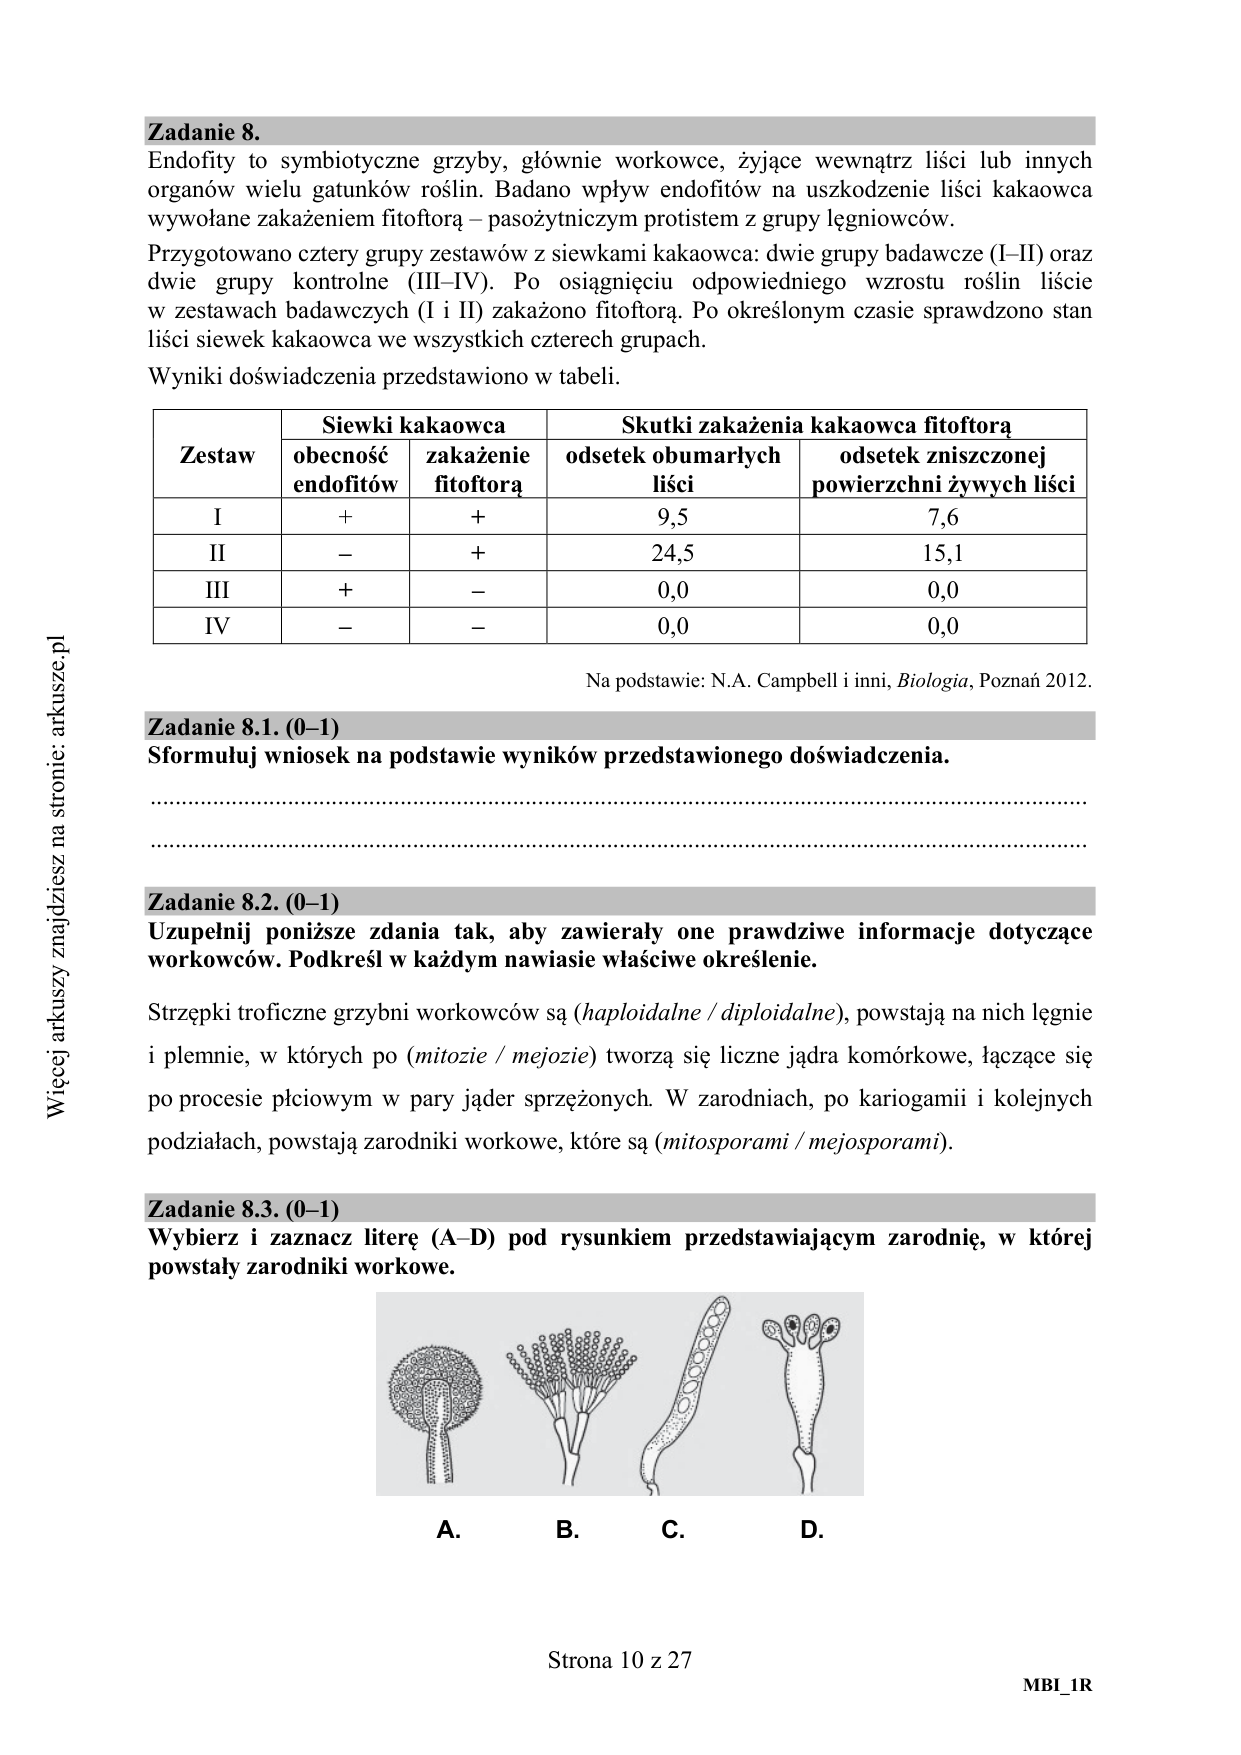 Zadanie 8.
Endofity to symbiotyczne grzyby, głównie workowce, żyjące wewnątrz liści lub innych
organów wielu gatunków roślin. Badano wpływ endofitów na uszkodzenie liści kakaowca
wywołane zakażeniem fitoftorą – pasożytniczym protistem z grupy lęgniowców.
Przygotowano cztery grupy zestawów z siewkami kakaowca: dwie grupy badawcze (I–II) oraz
dwie grupy kontrolne (III–IV). Po osiągnięciu odpowiedniego wzrostu roślin liście
w zestawach badawczych (I i II) zakażono fitoftorą. Po określonym czasie sprawdzono stan
liści siewek kakaowca we wszystkich czterech grupach.
Wyniki doświadczenia przedstawiono w tabeli.
Siewki kakaowca Skutki zakażenia kakaowca fitoftorą
Zestaw obecność zakażenie odsetek obumarłych odsetek zniszczonej
endofitów fitoftorą liści powierzchni żywych liści
I + + 9,5 7,6
II – + 24,5 15,1
III + – 0,0 0,0
IV – – 0,0 0,0
Na podstawie: N.A. Campbell i inni, Biologia, Poznań 2012.
Zadanie 8.1. (0–1)
Sformułuj wniosek na podstawie wyników przedstawionego doświadczenia.
Zadanie 8.2. (0–1)
Uzupełnij poniższe zdania tak, aby zawierały one prawdziwe informacje dotyczące
workowców. Podkreśl w każdym nawiasie właściwe określenie.
Strzępki troficzne grzybni workowców są (haploidalne / diploidalne), powstają na nich lęgnie
i plemnie, w których po (mitozie / mejozie) tworzą się liczne jądra komórkowe, łączące się
po procesie płciowym w pary jąder sprzężonych. W zarodniach, po kariogamii i kolejnych
podziałach, powstają zarodniki workowe, które są (mitosporami / mejosporami).
Zadanie 8.3. (0–1)
Wybierz i zaznacz literę (A–D) pod rysunkiem przedstawiającym zarodnię, w której
powstały zarodniki workowe.
A. B. C. D.
Strona 10 z 27
MBI_1R
Więcej arkuszy znajdziesz na stronie: arkusze.pl